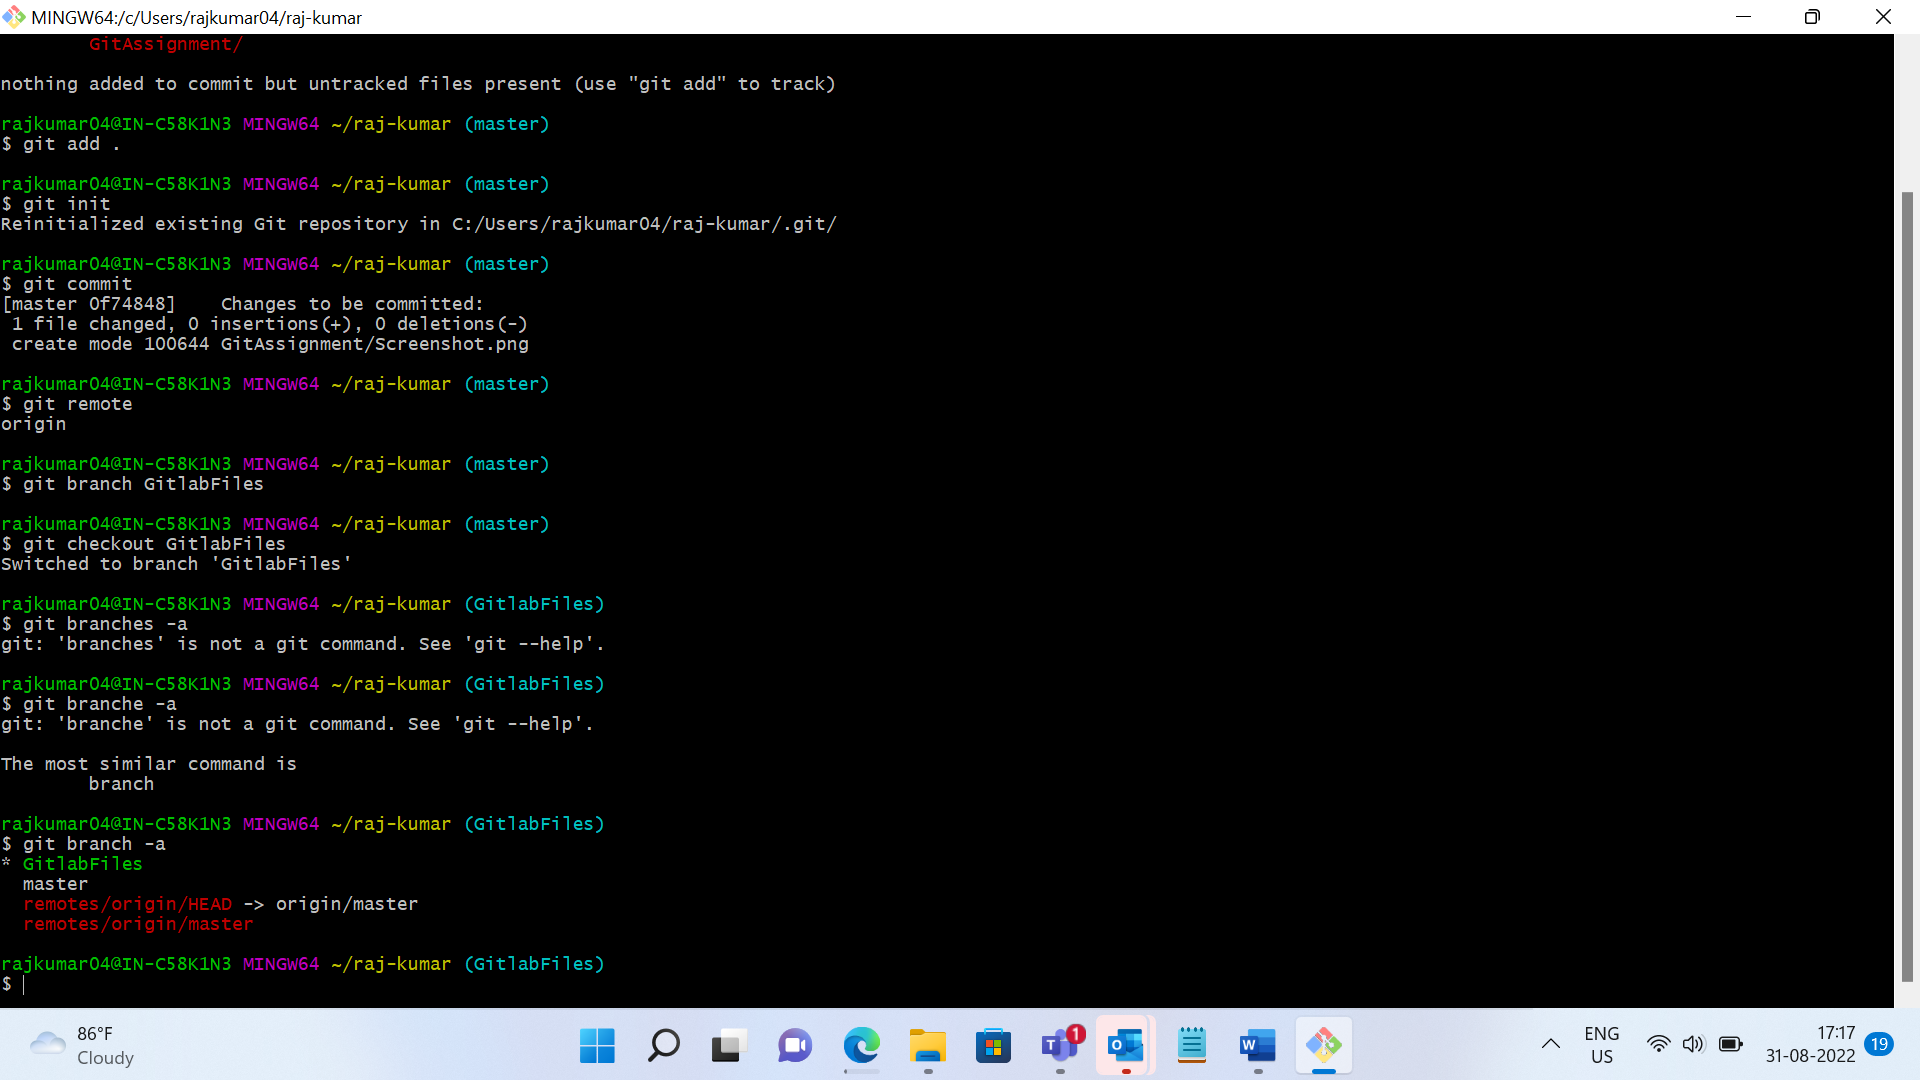 MINGW64:/c/Users/rajkumar04/raj-kumar
GitAssignment/
nothing added to commit but untracked files present (use "git add" to track)
rajkumar04@IN-C58K1N3 MINGW64 ~/raj-kumar (master)
$ git add .
rajkumar04@IN-C58K1N3 MINGW64 ~/raj-kumar (master)
$ git init
Reinitialized existing Git repository in C:/Users/rajkumar04/raj-kumar/.git/
rajkumar04@IN-C58K1N3 MINGW64 ~/raj-kumar (master)
$ git commit
[master 0f74848]    Changes to be committed:
 1 file changed, 0 insertions(+), 0 deletions(-)
 create mode 100644 GitAssignment/Screenshot.png
rajkumar04@IN-C58K1N3 MINGW64 ~/raj-kumar (master)
$ git remote
origin
rajkumar04@IN-C58K1N3 MINGW64 ~/raj-kumar (master)
$ git branch GitlabFiles
rajkumar04@IN-C58K1N3 MINGW64 ~/raj-kumar (master)
$ git checkout GitlabFiles
Switched to branch 'GitlabFiles'
rajkumar04@IN-C58K1N3 MINGW64 ~/raj-kumar (GitlabFiles)
$ git branches -a
git: 'branches' is not a git command. See 'git --help'.
rajkumar04@IN-C58K1N3 MINGW64 ~/raj-kumar (GitlabFiles)
$ git branche -a
git: 'branche' is not a git command. See 'git --help'.
The most similar command is
branch
rajkumar04@IN-C58K1N3 MINGW64 ~/raj-kumar (GitlabFiles)
$ git branch -a
* GitlabFiles
master
remotes/origin/HEAD -> origin/master
remotes/origin/master
rajkumar04@IN-C58K1N3 MINGW64 ~/raj-kumar (GitlabFiles)
$
86°F
Cloudy
T
1
O
W
ENG
US
17:17
31-08-2022
19